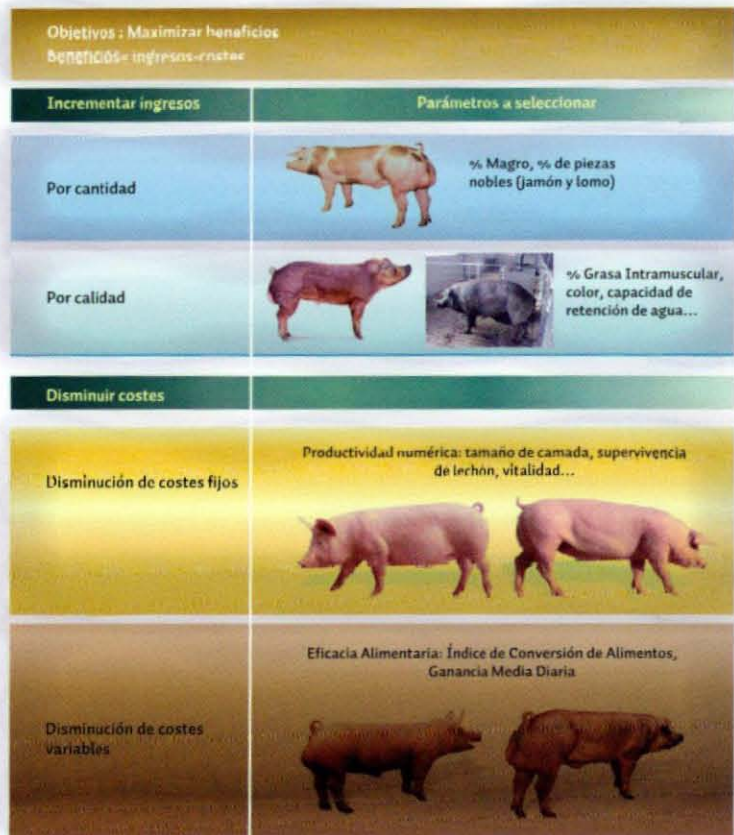 Objetivos : Maximizar beneficios
Beneficios= ingresos-costes
Incrementar ingresos
Parámetros a seleccionar
Por cantidad
% Magro, % de piezas
nobles (jamón y lomo)
Por calidad
% Grasa Intramuscular,
color, capacidad de
retención de agua...
Disminuir costes
Disminución de costes fijos
Productividad numérica: tamaño de camada, supervivencia
de lechón, vitalidad...
Disminución de costes
variables
Eficacia Alimentaria: Índice de Conversión de Alimentos,
Ganancia Media Diaria